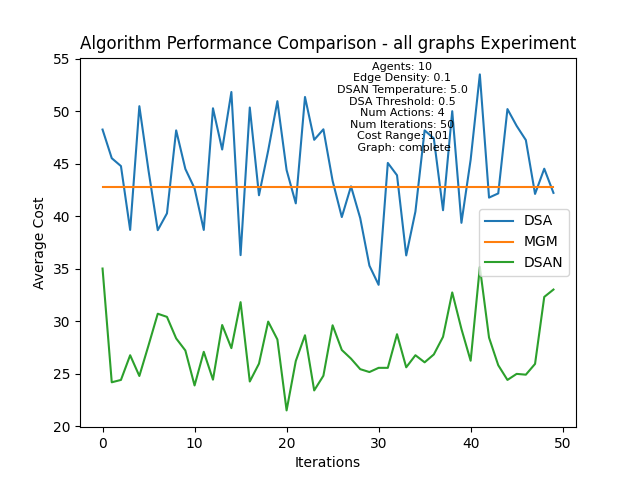 Algorithm Performance Comparison - all graphs Experiment
55
50
45
40
35
30
25
20
Average Cost
Agents: 10
Edge Density: 0.1
DSAN Temperature: 5.0
DSA Threshold: 0.5
Num Actions: 4
Num Iterations: 50
Cost Range: 101
Graph: complete
DSA
MGM
DSAN
0 10 20 30 40 50
Iterations